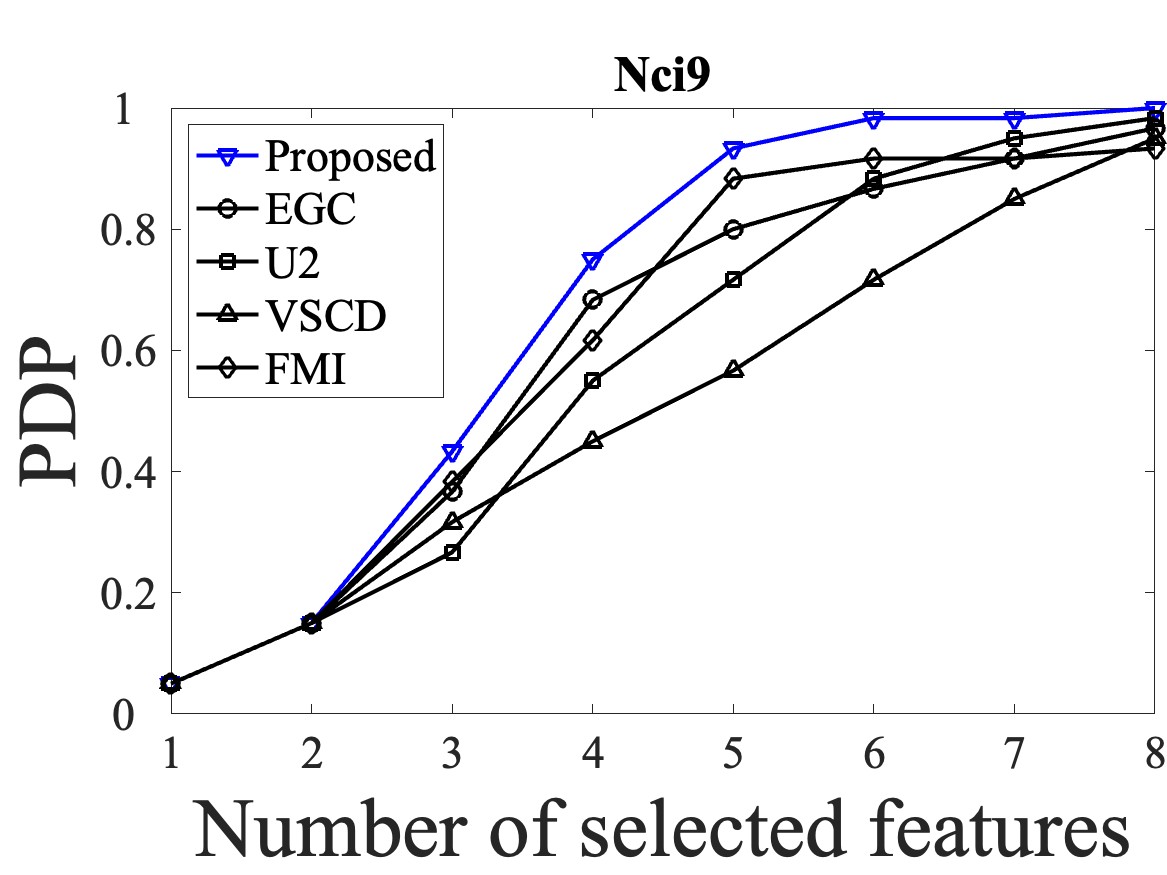 Nci9
1
0.8
0.6
0.4
0.2
0
PDP
Proposed
EGC
U2
VSCD
FMI
1 2 3 4 5 6 7 8
Number of selected features